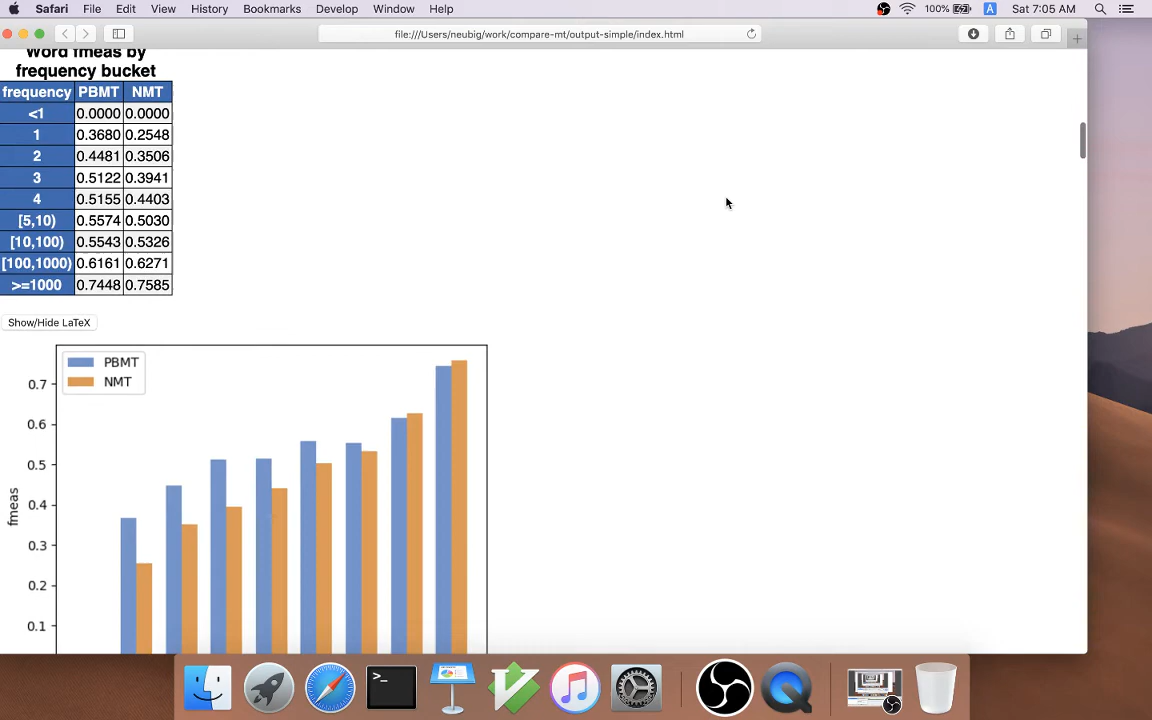 Safari File Edit View History Bookmarks Develop Window Help 100% A Sat 7:05 AM
file:///Users/neubig/work/compare-mt/output-simple/index.html
Word fmeas by
frequency bucket
frequency PBMT NMT
<1 0.0000 0.0000
1 0.3680 0.2548
2 0.4481 0.3506
3 0.5122 0.3941
4 0.5155 0.4403
[5,10) 0.5574 0.5030
[10,100) 0.5543 0.5326
[100,1000) 0.6161 0.6271
>=1000 0.7448 0.7585
Show/Hide LaTeX
PBMT
NMT
0.7
0.6
0.5
0.4
0.3
0.2
0.1
fmeas
>_